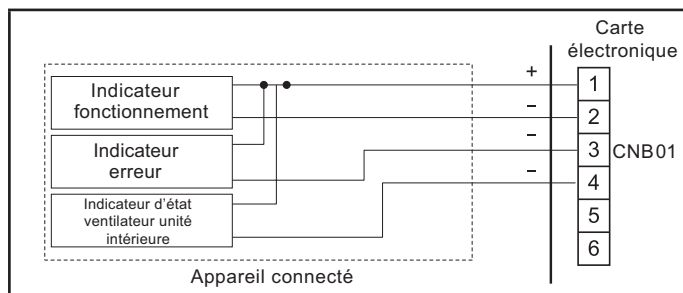 Carte
électronique
Indicateur
fonctionnement
Indicateur
erreur
Indicateur d'état
ventilateur unité
intérieure
+
−
−
−
1
2
3
4
5
6
CNB01
Appareil connecté